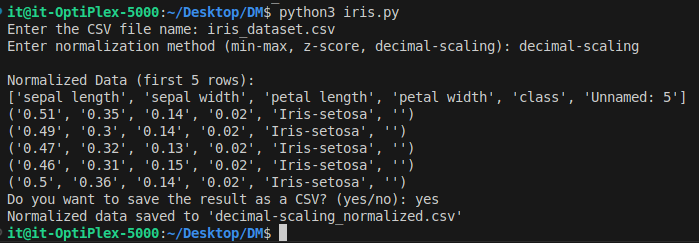 it@it-OptiPlex-5000:~/Desktop/DM$ python3 iris.py
Enter the CSV file name: iris_dataset.csv
Enter normalization method (min-max, z-score, decimal-scaling): decimal-scaling
Normalized Data (first 5 rows):
['sepal length', 'sepal width', 'petal length', 'petal width', 'class', 'Unnamed: 5']
('0.51', '0.35', '0.14', '0.02', 'Iris-setosa', '')
('0.49', '0.3', '0.14', '0.02', 'Iris-setosa', '')
('0.47', '0.32', '0.13', '0.02', 'Iris-setosa', '')
('0.46', '0.31', '0.15', '0.02', 'Iris-setosa', '')
('0.5', '0.36', '0.14', '0.02', 'Iris-setosa', '')
Do you want to save the result as a CSV? (yes/no): yes
Normalized data saved to 'decimal-scaling_normalized.csv'
it@it-OptiPlex-5000:~/Desktop/DM$